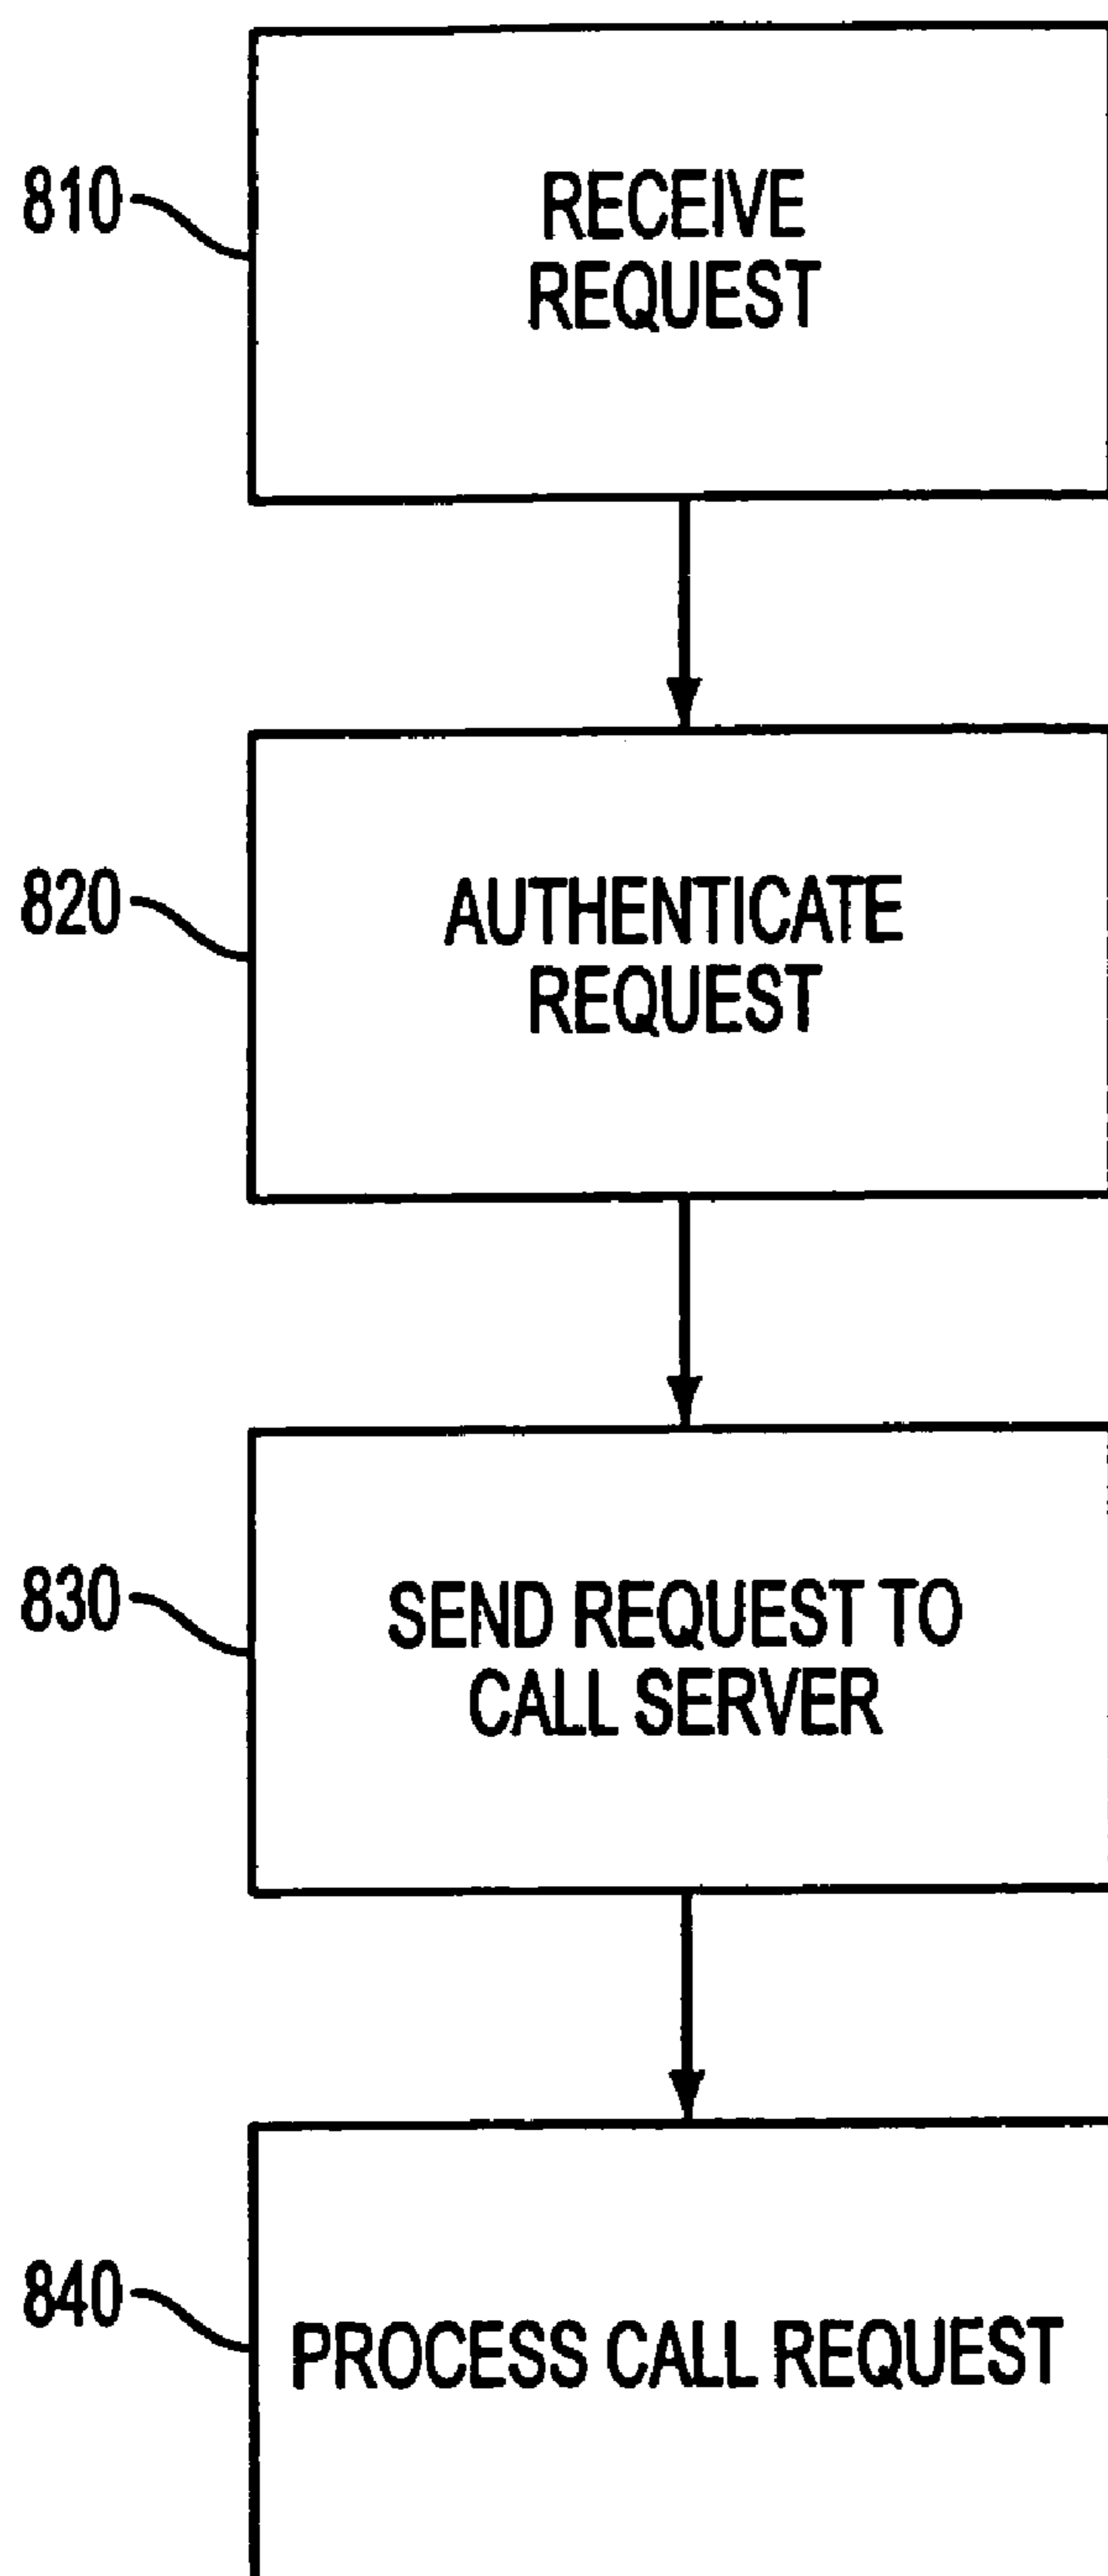 810
RECEIVE
REQUEST
820
AUTHENTICATE
REQUEST
830
SEND REQUEST TO
CALL SERVER
840
PROCESS CALL REQUEST